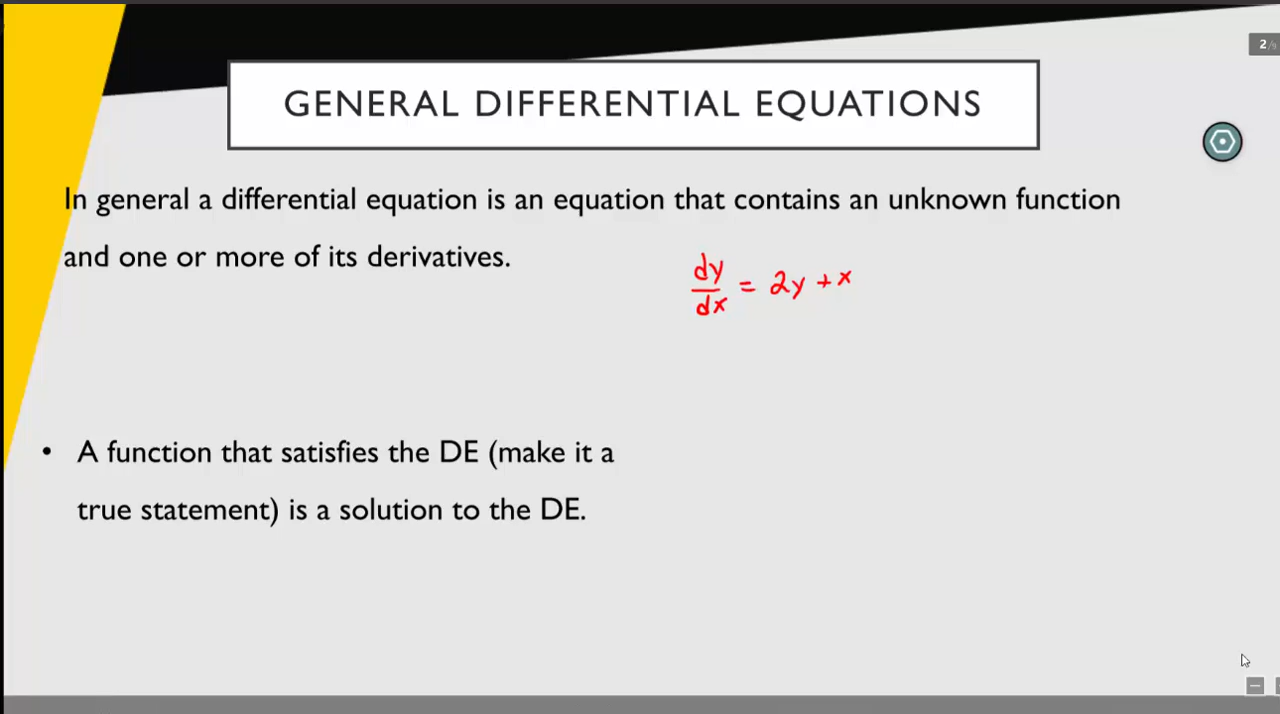 2/9
GENERAL DIFFERENTIAL EQUATIONS
In general a differential equation is an equation that contains an unknown function
and one or more of its derivatives.
dy/dx = 2y + x
• A function that satisfies the DE (make it a
true statement) is a solution to the DE.